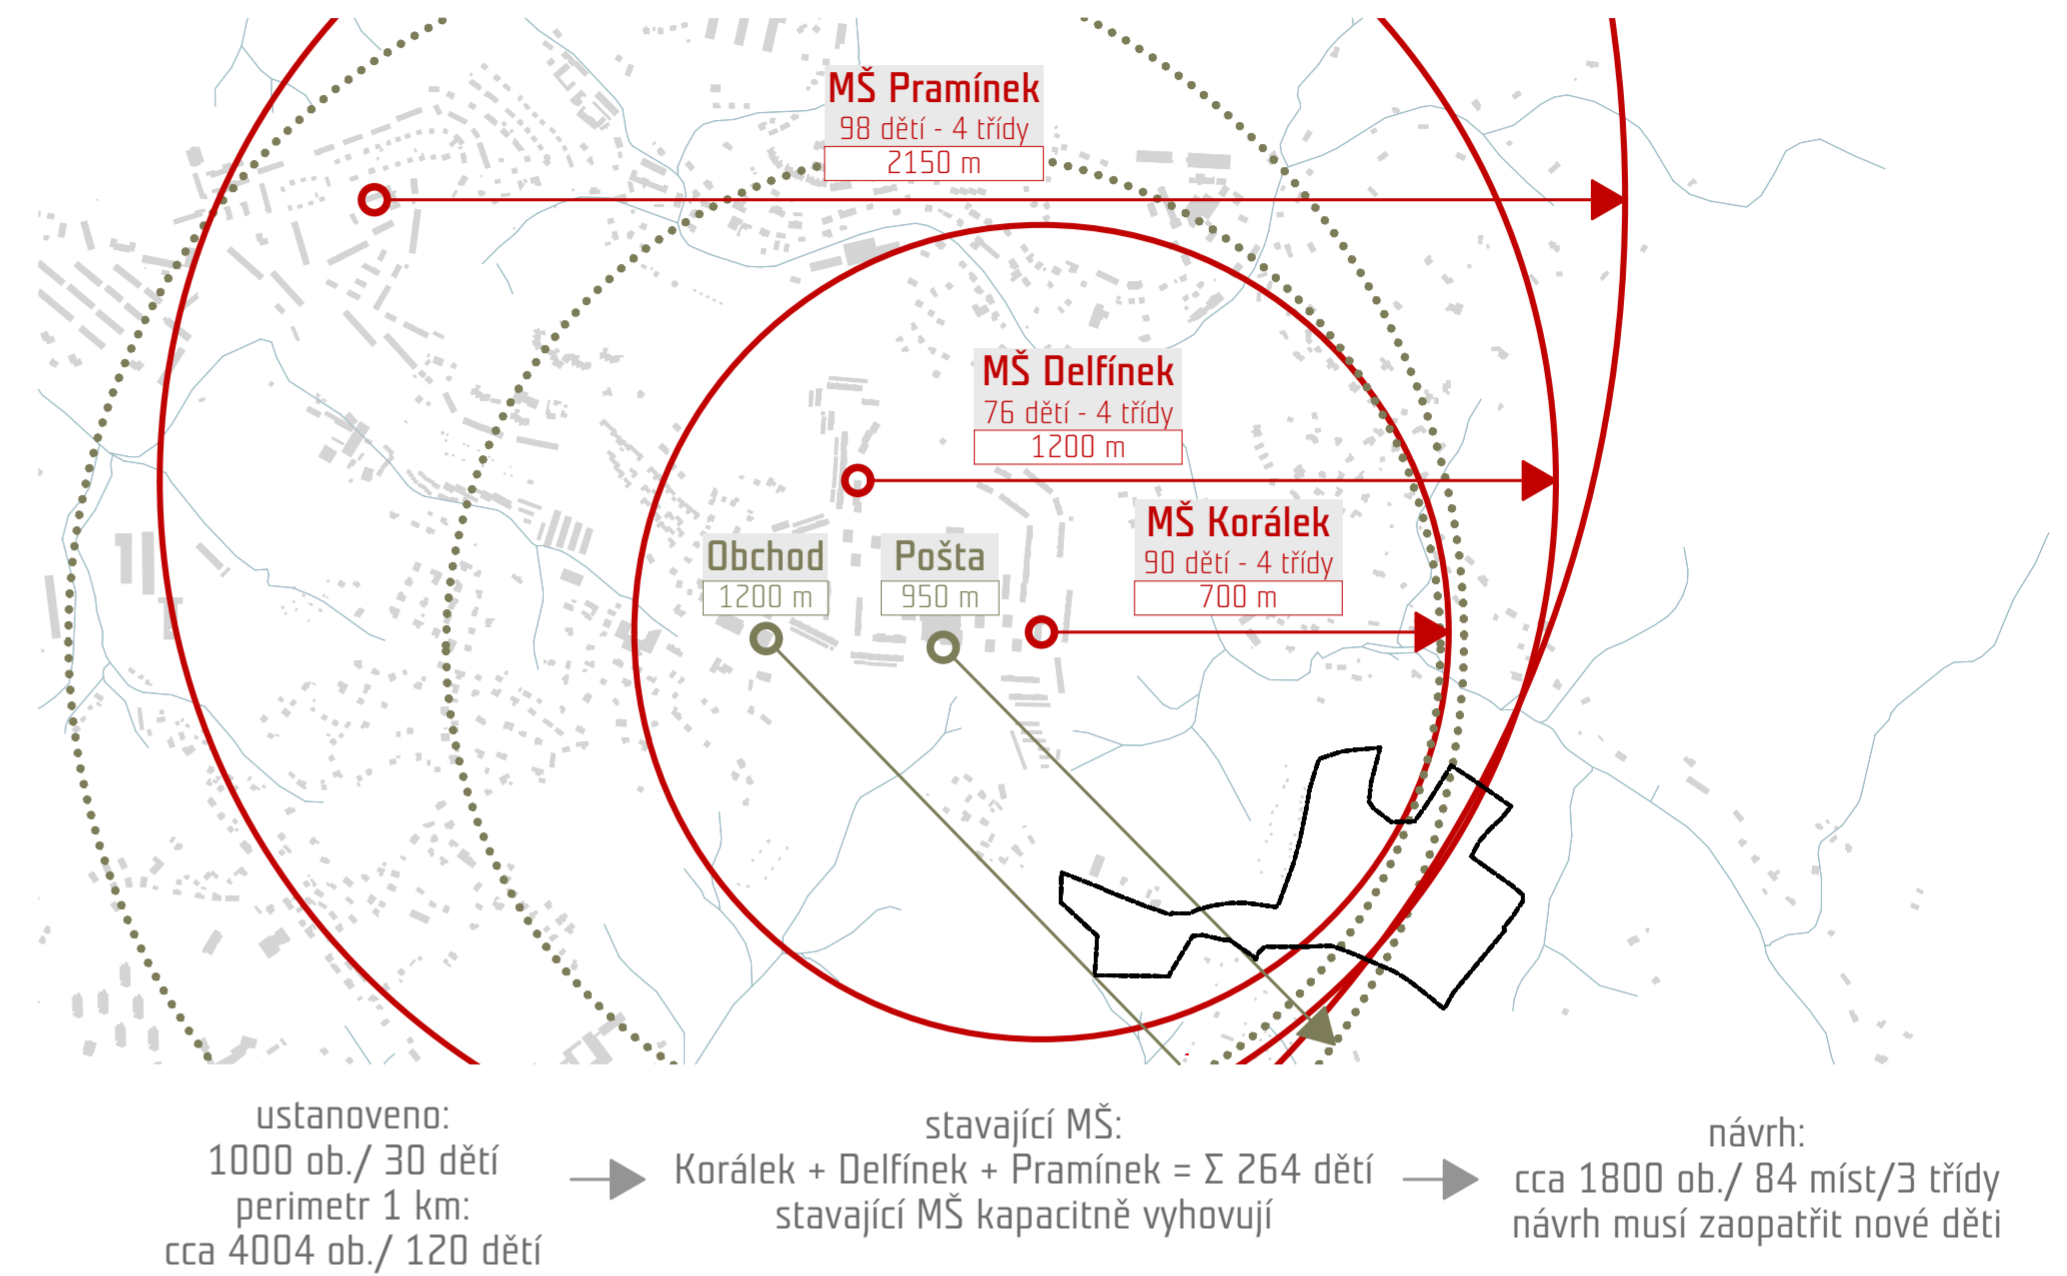 MŠ Pramínek
98 dětí - 4 třídy
2150 m
MŠ Delfínek
76 dětí - 4 třídy
1200 m
MŠ Korálek
90 dětí - 4 třídy
700 m
Obchod
1200 m
Pošta
950 m
ustanoveno:
1000 ob./ 30 dětí
perimetr 1 km:
cca 4004 ob./ 120 dětí
stavající MŠ:
Korálek + Delfínek + Pramínek = Σ 264 dětí
stavající MŠ kapacitně vyhovují
návrh:
cca 1800 ob./ 84 míst/3 třídy
návrh musí zaopatřit nové děti